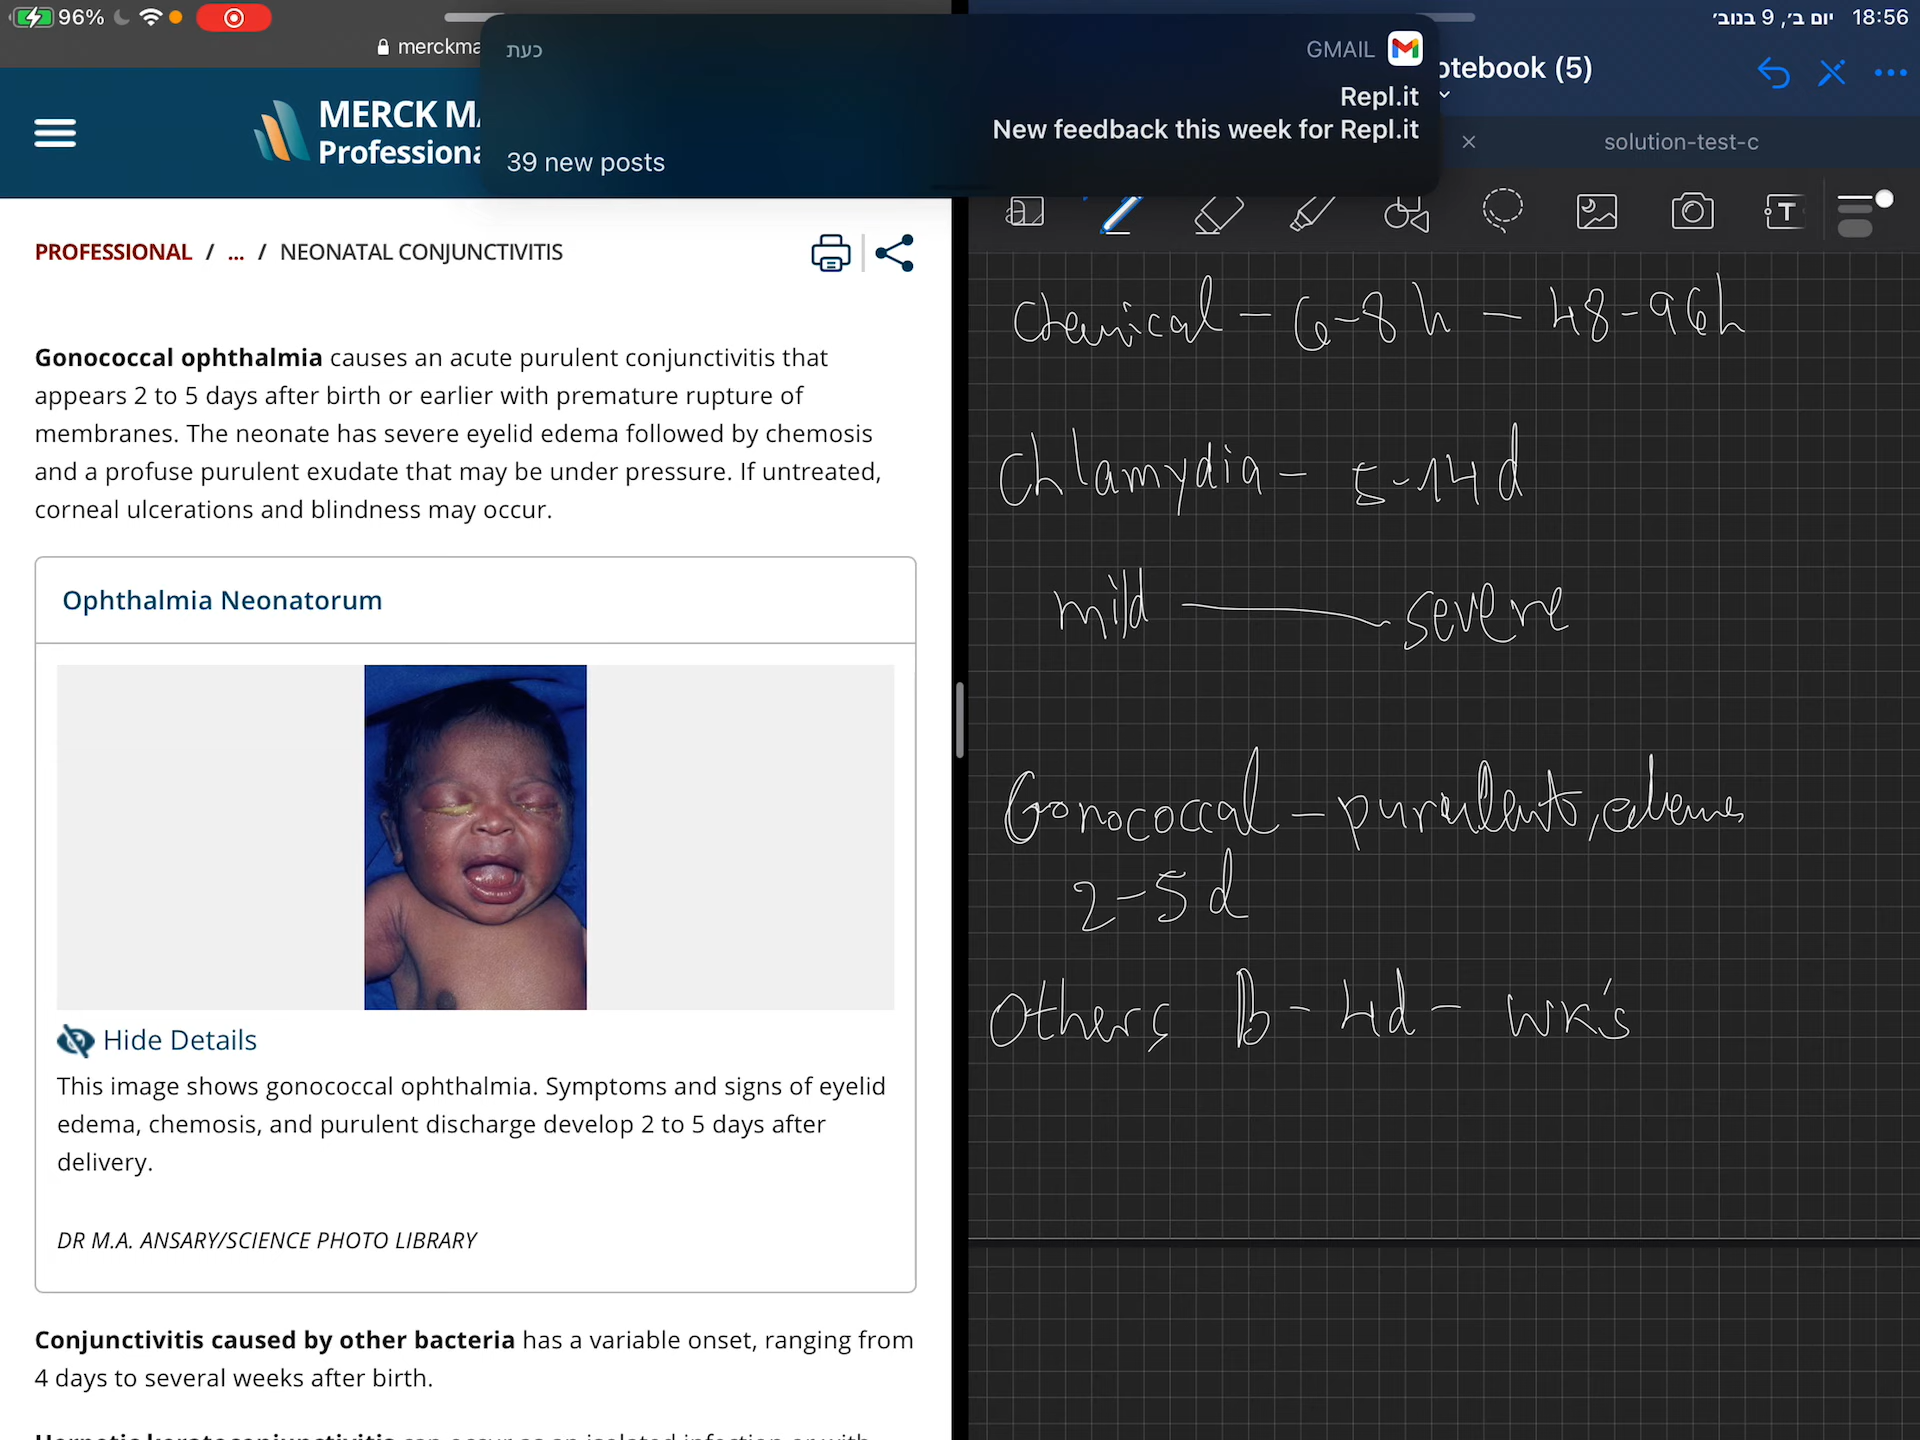 96%
18:56 יום ב׳, 9 בנוב׳
merckma
כעת
GMAIL
Repl.it
New feedback this week for Repl.it
39 new posts
otebook (5)
solution-test-c
MERCK MA
Professiona
PROFESSIONAL / ... / NEONATAL CONJUNCTIVITIS
Gonococcal ophthalmia causes an acute purulent conjunctivitis that
appears 2 to 5 days after birth or earlier with premature rupture of
membranes. The neonate has severe eyelid edema followed by chemosis
and a profuse purulent exudate that may be under pressure. If untreated,
corneal ulcerations and blindness may occur.
Ophthalmia Neonatorum
Hide Details
This image shows gonococcal ophthalmia. Symptoms and signs of eyelid
edema, chemosis, and purulent discharge develop 2 to 5 days after
delivery.
DR M.A. ANSARY/SCIENCE PHOTO LIBRARY
Conjunctivitis caused by other bacteria has a variable onset, ranging from
4 days to several weeks after birth.
Chemical - 6-8 h - 48-96h
Chlamydia - 5-14 d
mild — severe
Gonococcal - purulent, edema
2-5 d
Others b - 4d - wk's